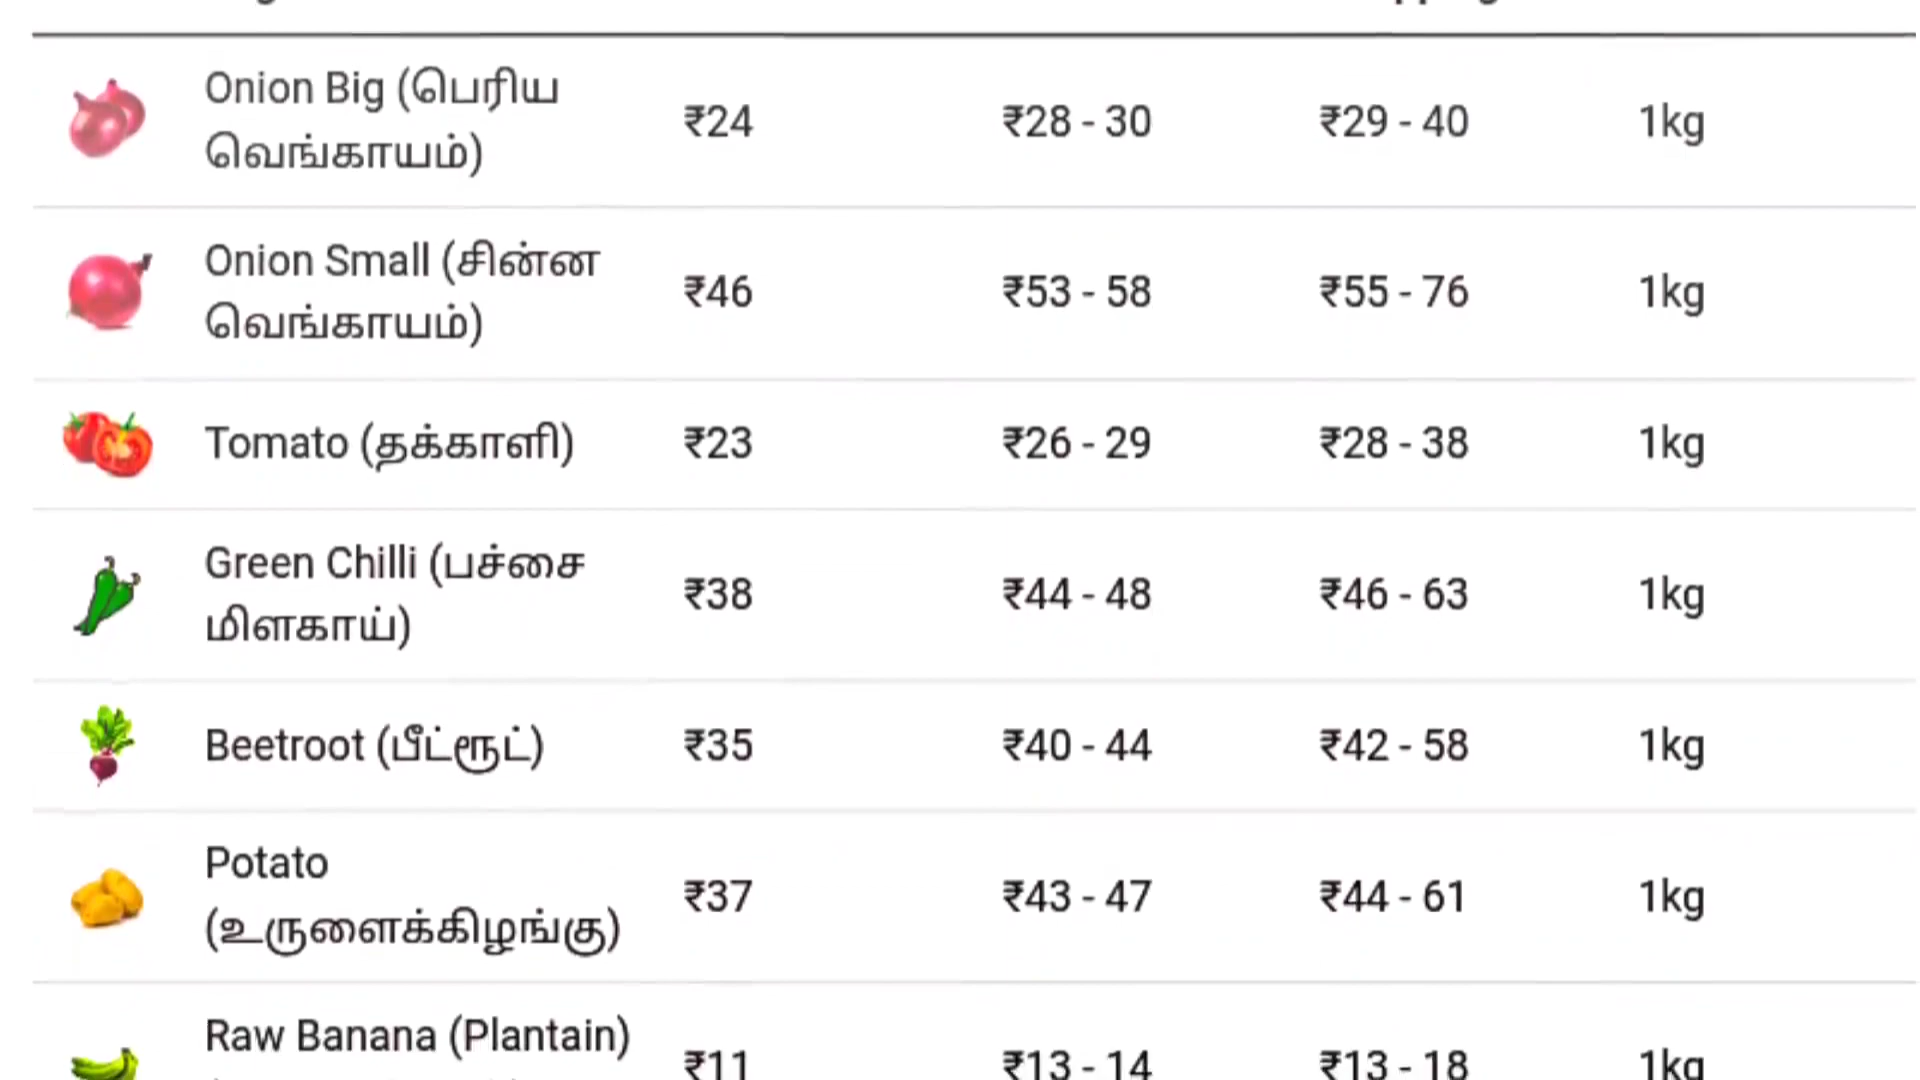 Onion Big (பெரிய
வெங்காயம்)
₹24
₹28 - 30
₹29 - 40
1kg
Onion Small (சின்ன
வெங்காயம்)
₹46
₹53 - 58
₹55 - 76
1kg
Tomato (தக்காளி)
₹23
₹26 - 29
₹28 - 38
1kg
Green Chilli (பச்சை
மிளகாய்)
₹38
₹44 - 48
₹46 - 63
1kg
Beetroot (பீட்ரூட்)
₹35
₹40 - 44
₹42 - 58
1kg
Potato
(உருளைக்கிழங்கு)
₹37
₹43 - 47
₹44 - 61
1kg
Raw Banana (Plantain)
₹11
₹13 - 14
₹13 - 18
1kg